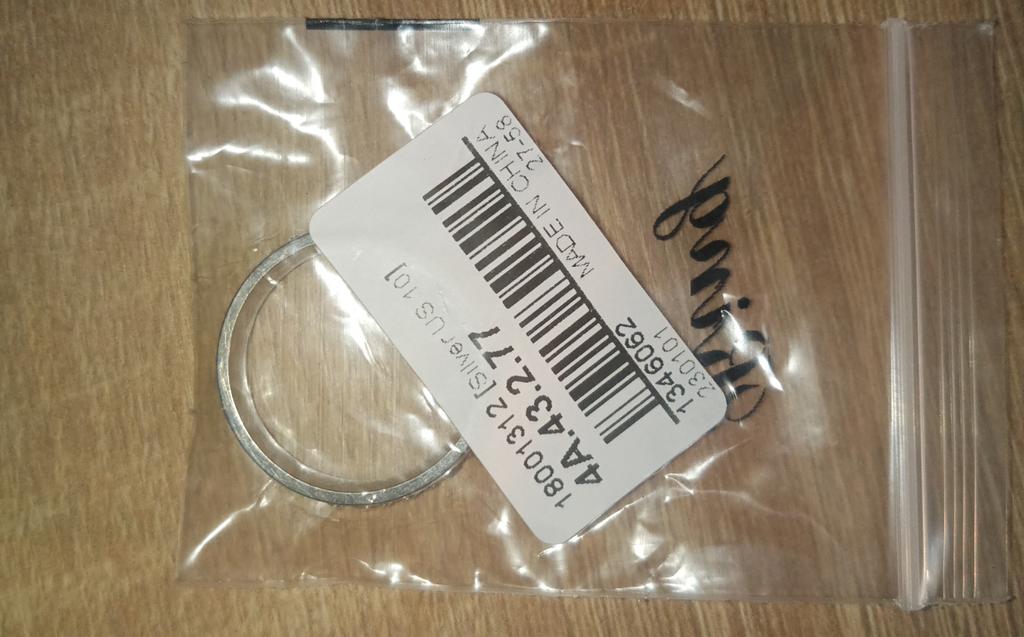 18001312 [Silver US 10]
4A.43.2.77
13346062
230101
MADE IN CHINA
27-58